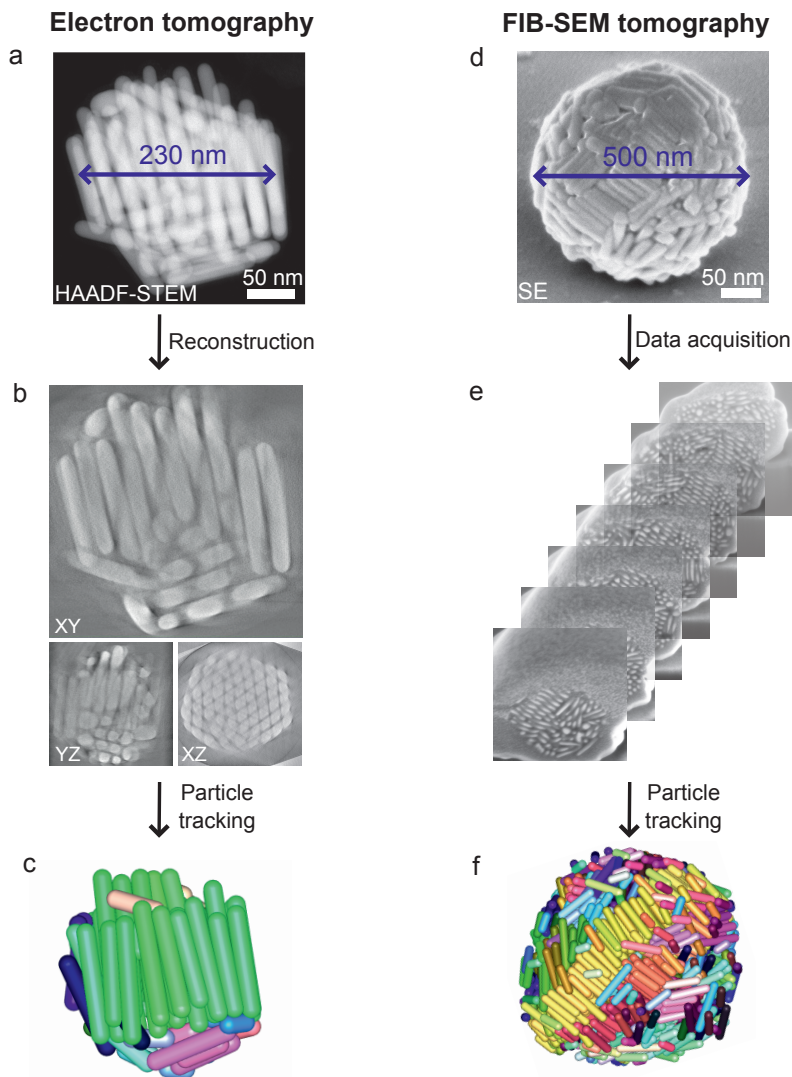 Electron tomography
FIB-SEM tomography
a
230 nm
HAADF-STEM
50 nm
d
500 nm
SE
50 nm
Reconstruction
Data acquisition
b
XY
YZ
XZ
e
Particle
tracking
Particle
tracking
c
f